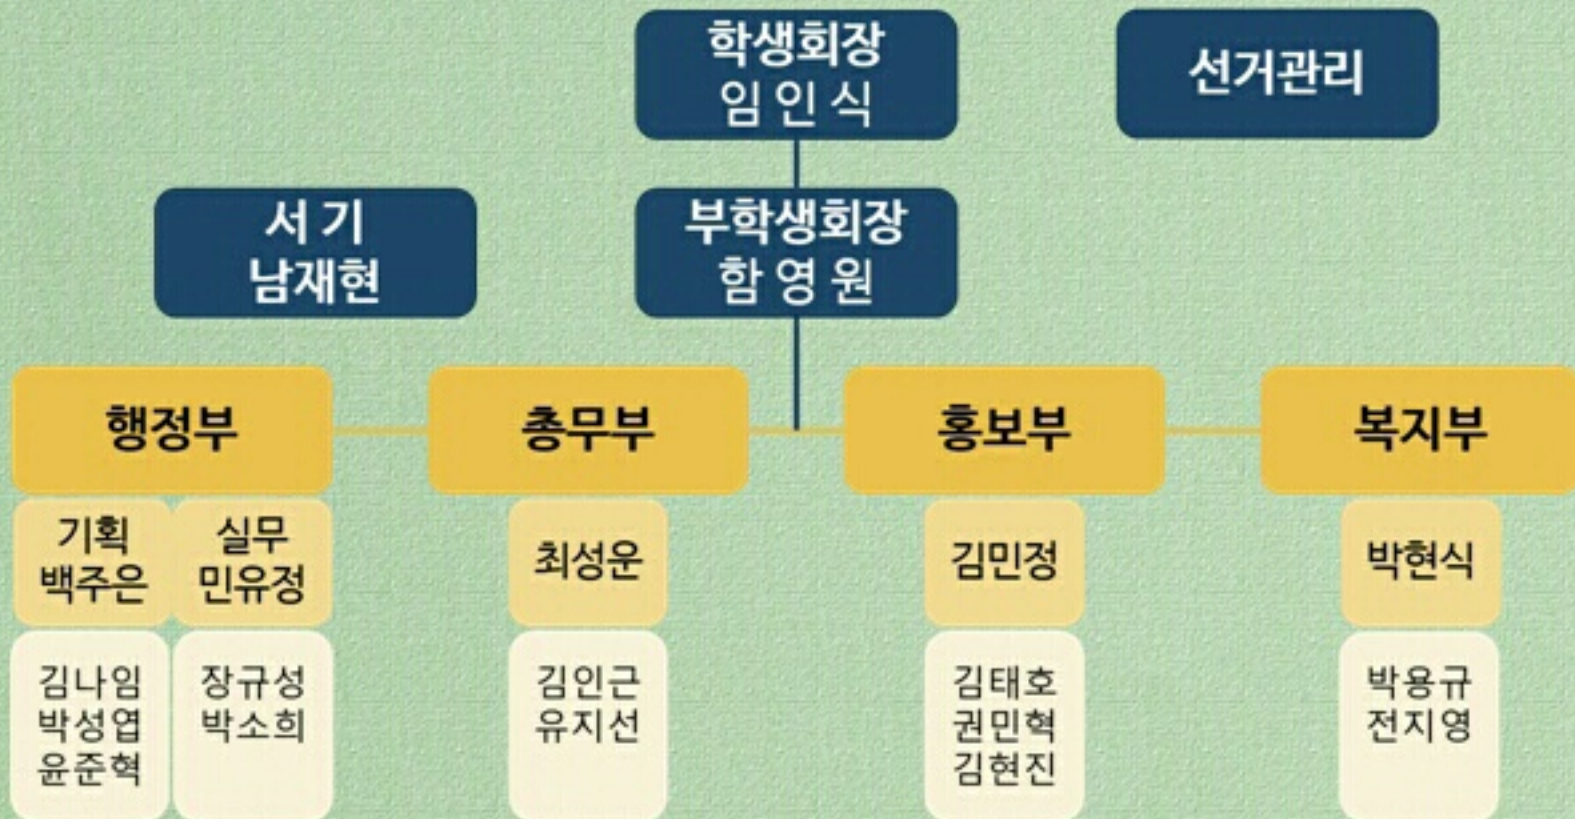 학생회장
임 인 식
선거관리
서 기
남재현
부학생회장
함 영 원
행정부
총무부
홍보부
복지부
기획
백주은
실무
민유정
최성운
김민정
박현식
김나임
박성엽
윤준혁
장규성
박소희
김인근
유지선
김태호
권민혁
김현진
박용규
전지영